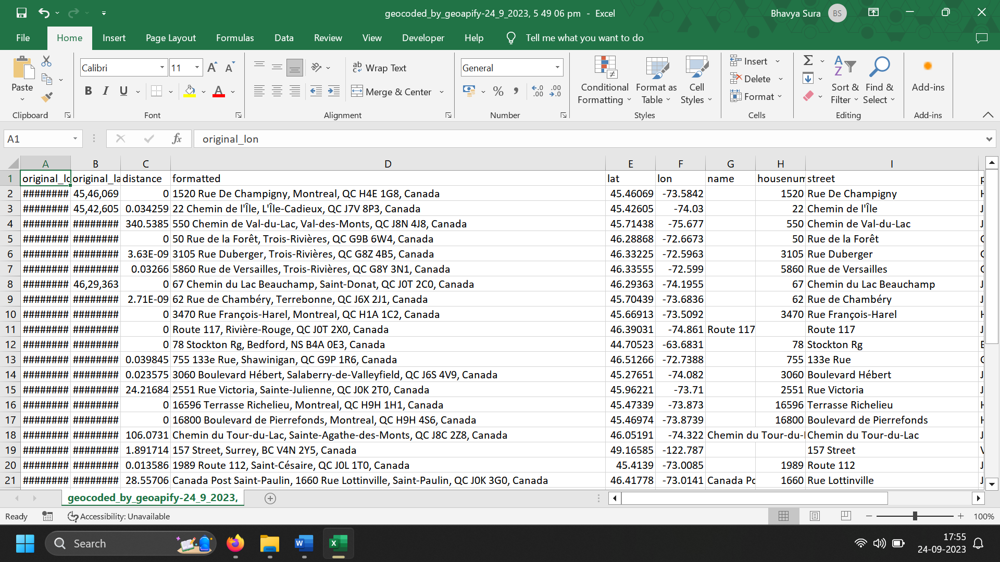 geocoded_by_geoapify-24_9_2023, 5 49 06 pm - Excel
Bhavya Sura BS
File Home Insert Page Layout Formulas Data Review View Developer Help Tell me what you want to do
Calibri 11 Wrap Text General Insert
Paste B I U Merge & Center % Conditional Formatting Format as Table Cell Styles Delete Format Sort & Filter Find & Select Add-ins
Clipboard Font Alignment Number Styles Cells Editing Add-ins
A1 fx original_lon
A B C D E F G H I
1 original_lo original_la distance formatted lat lon name housenum street
2 ######## 45,46,069 0 1520 Rue De Champigny, Montreal, QC H4E 1G8, Canada 45.46069 -73.5842 1520 Rue De Champigny
3 ######## 45,42,605 0.034259 22 Chemin de l'Île, L'Île-Cadieux, QC J7V 8P3, Canada 45.42605 -74.03 22 Chemin de l'Île J
4 ######## ######## 340.5385 550 Chemin de Val-du-Lac, Val-des-Monts, QC J8N 4J8, Canada 45.71438 -75.677 550 Chemin de Val-du-Lac J
5 ######## ######## 0 50 Rue de la Forêt, Trois-Rivières, QC G9B 6W4, Canada 46.28868 -72.6673 50 Rue de la Forêt
6 ######## ######## 3.63E-09 3105 Rue Duberger, Trois-Rivières, QC G8Z 4B5, Canada 46.33225 -72.5963 3105 Rue Duberger
7 ######## ######## 0.03266 5860 Rue de Versailles, Trois-Rivières, QC G8Y 3N1, Canada 46.33555 -72.599 5860 Rue de Versailles
8 ######## 46,29,363 0 67 Chemin du Lac Beauchamp, Saint-Donat, QC J0T 2C0, Canada 46.29363 -74.1955 67 Chemin du Lac Beauchamp J
9 ######## ######## 2.71E-09 62 Rue de Chambéry, Terrebonne, QC J6X 2J1, Canada 45.70439 -73.6836 62 Rue de Chambéry J
10 ######## ######## 0 3470 Rue François-Harel, Montreal, QC H1A 1C2, Canada 45.66913 -73.5092 3470 Rue François-Harel
11 ######## ######## 0 Route 117, Rivière-Rouge, QC J0T 2X0, Canada 46.39031 -74.861 Route 117 Route 117 J
12 ######## ######## 0 78 Stockton Rg, Bedford, NS B4A 0E3, Canada 44.70523 -63.6831 78 Stockton Rg
13 ######## ######## 0.039845 755 133e Rue, Shawinigan, QC G9P 1R6, Canada 46.51266 -72.7388 755 133e Rue
14 ######## ######## 0.023575 3060 Boulevard Hébert, Salaberry-de-Valleyfield, QC J6S 4V9, Canada 45.27651 -74.082 3060 Boulevard Hébert J
15 ######## ######## 24.21684 2551 Rue Victoria, Sainte-Julienne, QC J0K 2T0, Canada 45.96221 -73.71 2551 Rue Victoria J
16 ######## ######## 0 16596 Terrasse Richelieu, Montreal, QC H9H 1H1, Canada 45.47339 -73.873 16596 Terrasse Richelieu
17 ######## ######## 0 16800 Boulevard de Pierrefonds, Montreal, QC H9H 4S6, Canada 45.46974 -73.8739 16800 Boulevard de Pierrefonds
18 ######## ######## 106.0731 Chemin du Tour-du-Lac, Sainte-Agathe-des-Monts, QC J8C 2Z8, Canada 46.05191 -74.322 Chemin du Tour-du- Chemin du Tour-du-Lac J
19 ######## ######## 1.891714 157 Street, Surrey, BC V4N 2Y5, Canada 49.16585 -122.787 157 Street
20 ######## ######## 0.013586 1989 Route 112, Saint-Césaire, QC J0L 1T0, Canada 45.4139 -73.0085 1989 Route 112 J
21 ######## ######## 28.55706 Canada Post Saint-Paulin, 1660 Rue Lottinville, Saint-Paulin, QC J0K 3G0, Canada 46.41778 -73.0141 Canada Po 1660 Rue Lottinville J
geocoded_by_geoapify-24_9_2023,
Ready Accessibility: Unavailable 100%
Search 17:55
24-09-2023